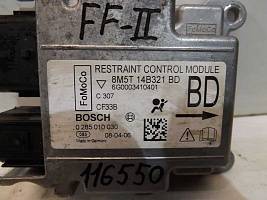 FF-II
FoMoCo
RESTRAINT CONTROL MODULE
8M5T 14B321 BD
6G0003410401
C 307
CF33B
BD
BOSCH
0 285 010 030
08-04-06
Made in Germany
116550